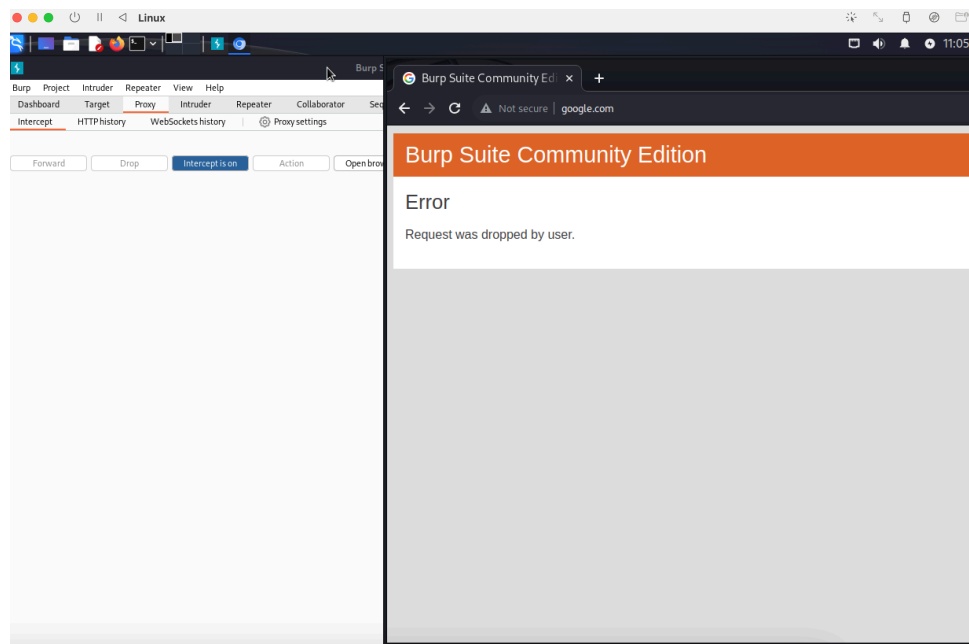 Linux
11:05
Burp S
Burp Project Intruder Repeater View Help
Dashboard Target Proxy Intruder Repeater Collaborator Seq
Intercept HTTP history WebSockets history Proxy settings
Forward Drop Intercept is on Action Open brow
Burp Suite Community Edi
Not secure google.com
Burp Suite Community Edition
Error
Request was dropped by user.